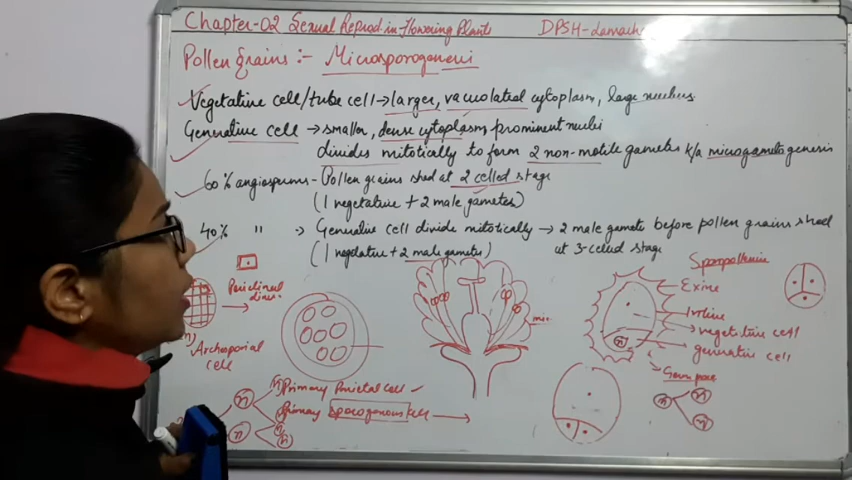 Chapter-02 Sexual Reprod. in Flowering Plants DPSH-damach
Pollen Grains :- Microsporogenesi
Vegetative cell/tube cell → larger, vacuolated cytoplasm, large nucleus.
Generative cell → smaller, dense cytoplasm, prominent nuclei
divides mitotically to form 2 non-motile gametes k/a microgametogenesis
60% angiosperms - Pollen grains shed at 2 celled stage
(1 vegetative + 2 male gametes)
40% " → Generative cell divide mitotically → 2 male gamets before pollen grains shed
(1 vegetative + 2 male gametes) at 3-celled stage
Sporopollenine
Periclinal
Exine
Intine
vegetative cell
generative cell
Germ pore
Archesporial
cell
Primary Parietal cell
Primary sporogenous cell
n
n
n
n
n
n
n